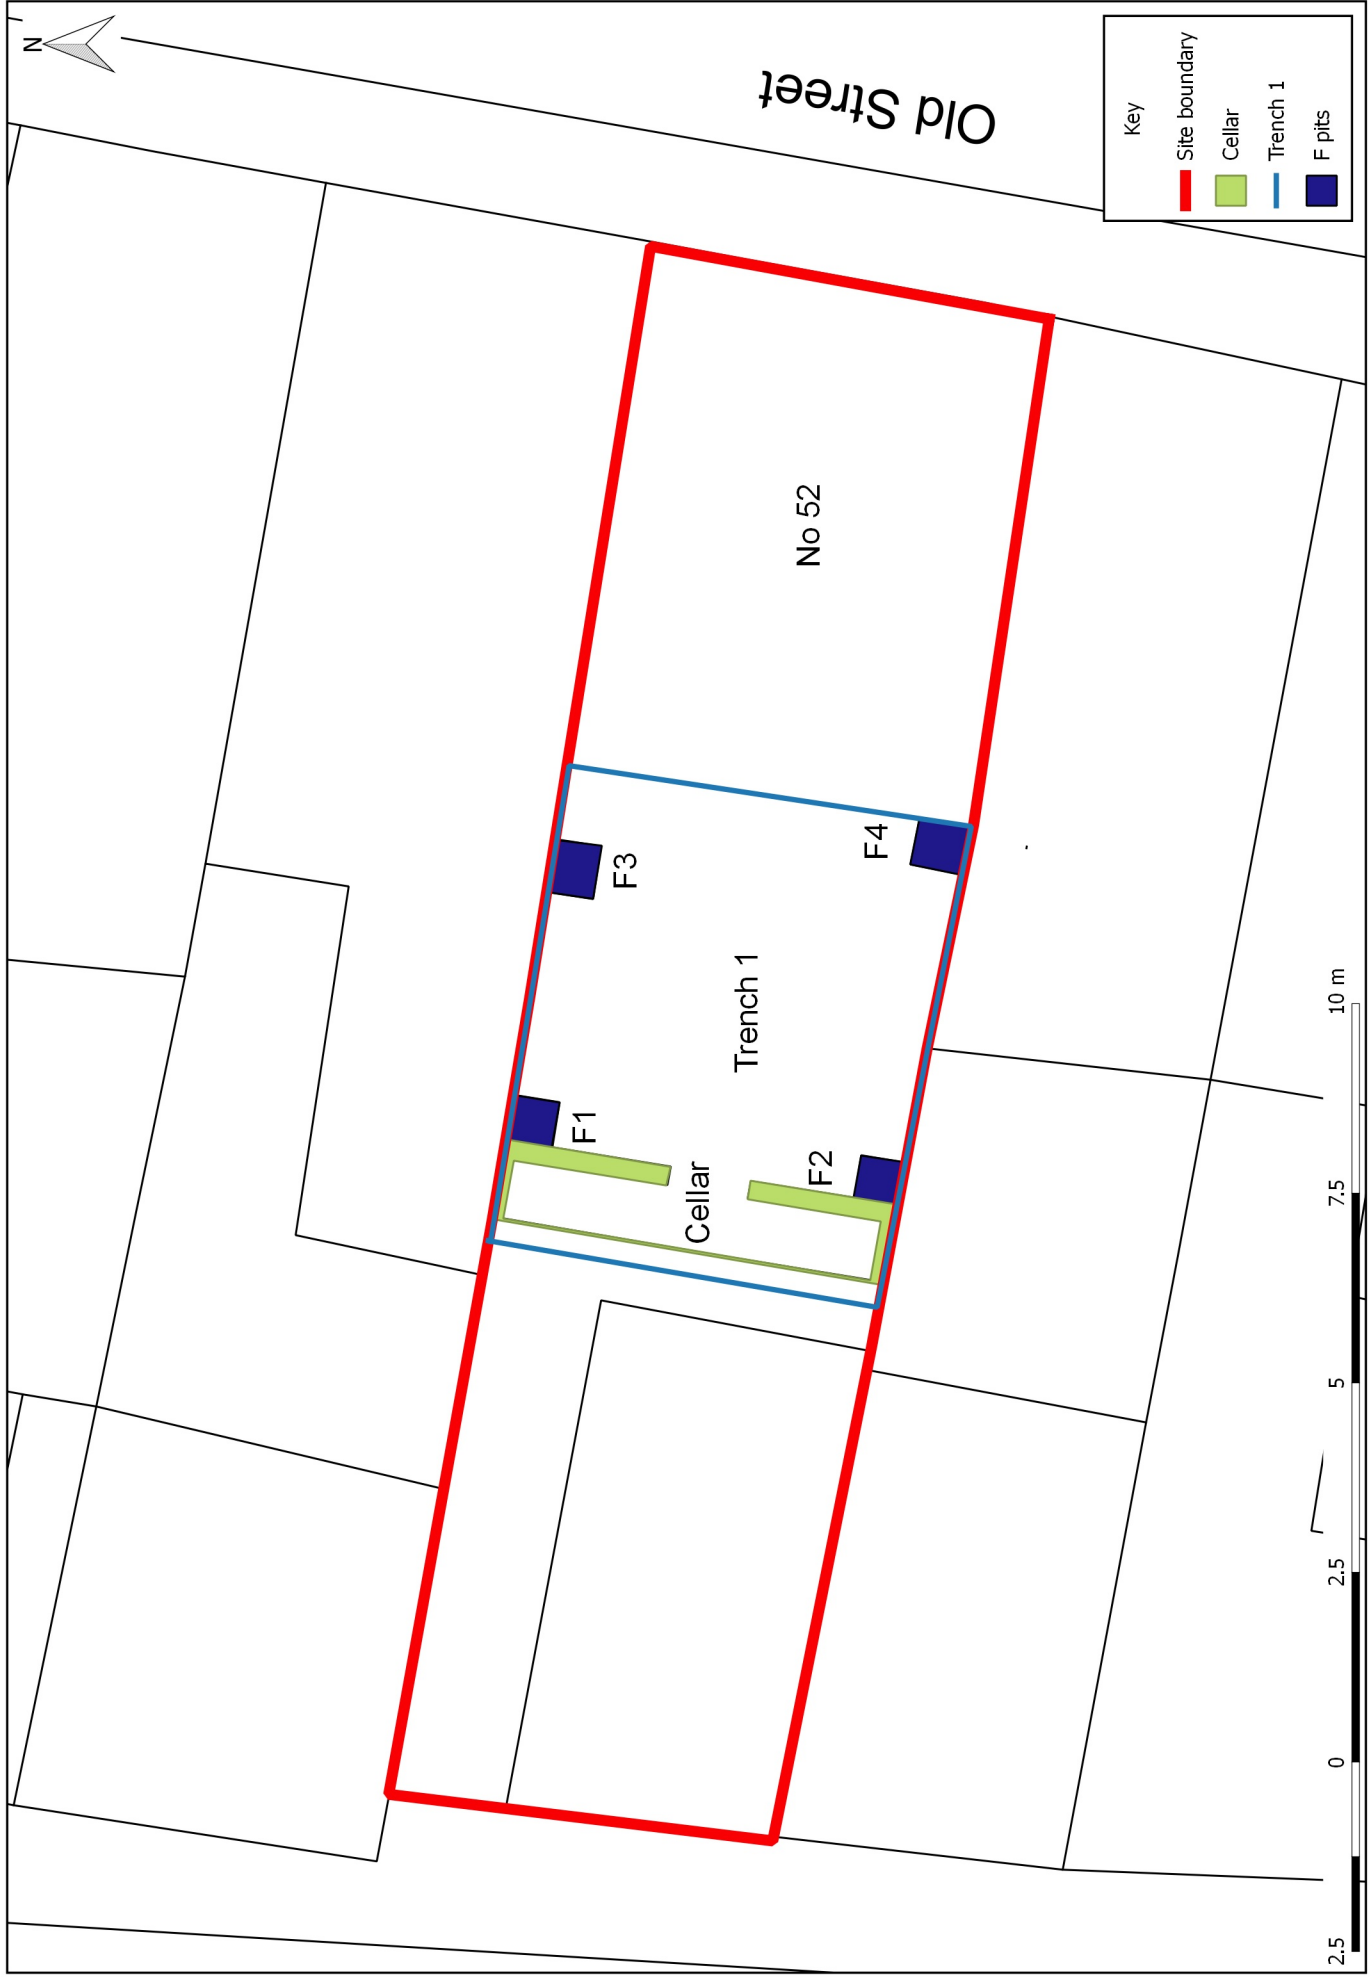 N
Old Street
Key
Site boundary
Cellar
Trench 1
F pits
No 52
F3
F4
Trench 1
F1
F2
Cellar
2.5 0 2.5 5 7.5 10 m